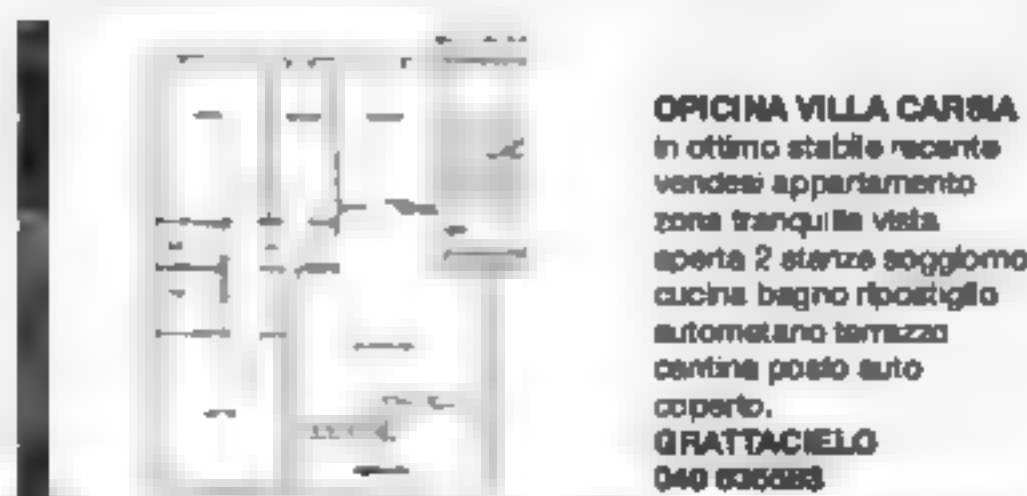 OPICINA VILLA CARSIA
in ottimo stabile recente
vendesi appartamento
zona tranquilla vista
aperta 2 stanze soggiorno
cucina bagno ripostiglio
autometano terrazzo
cantina posto auto
coperto.
GRATTACIELO
040